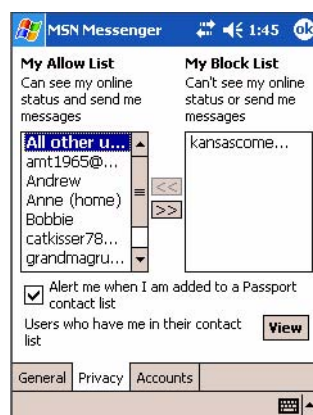 MSN Messenger 1:45 ok
My Allow List
Can see my online
status and send me
messages
All other u...
amt1965@...
Andrew
Anne (home)
Bobbie
catkisser78...
grandmagru...
<<
>>
My Block List
Can't see my online
status or send me
messages
kansascome...
Alert me when I am added to a Passport
contact list
Users who have me in their contact
list
View
General Privacy Accounts